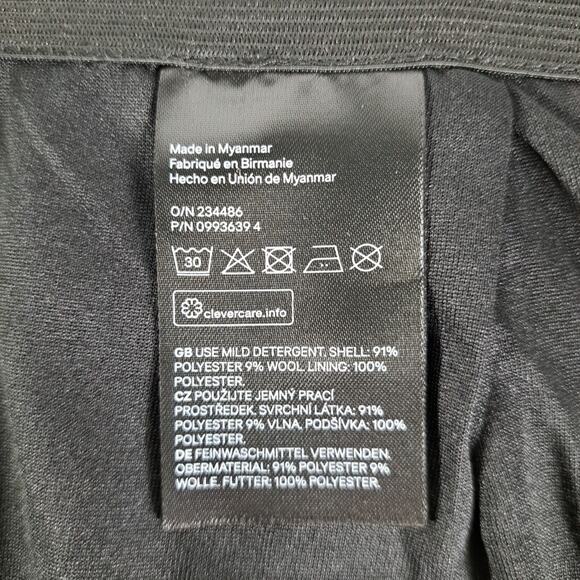 Made in Myanmar
Fabriqué en Birmanie
Hecho en Unión de Myanmar
O/N 234486
P/N 0993639 4
30
clevercare.info
GB USE MILD DETERGENT. SHELL: 91%
POLYESTER 9% WOOL. LINING: 100%
POLYESTER.
CZ POUŽIJTE JEMNÝ PRACÍ
PROSTŘEDEK. SVRCHNÍ LÁTKA: 91%
POLYESTER 9% VLNA. PODŠÍVKA: 100%
POLYESTER.
DE FEINWASCHMITTEL VERWENDEN.
OBERMATERIAL: 91% POLYESTER 9%
WOLLE. FUTTER: 100% POLYESTER.